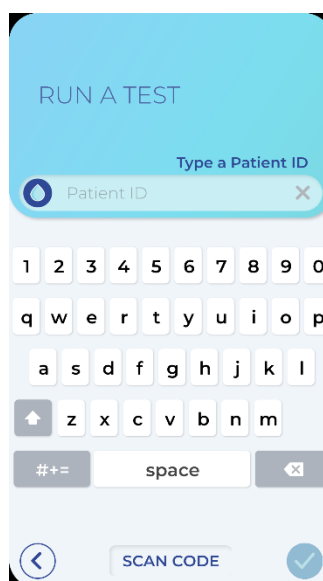 RUN A TEST
Type a Patient ID
Patient ID
1 2 3 4 5 6 7 8 9 0
q w e r t y u i o p
a s d f g h j k l
z x c v b n m
#+= space
SCAN CODE